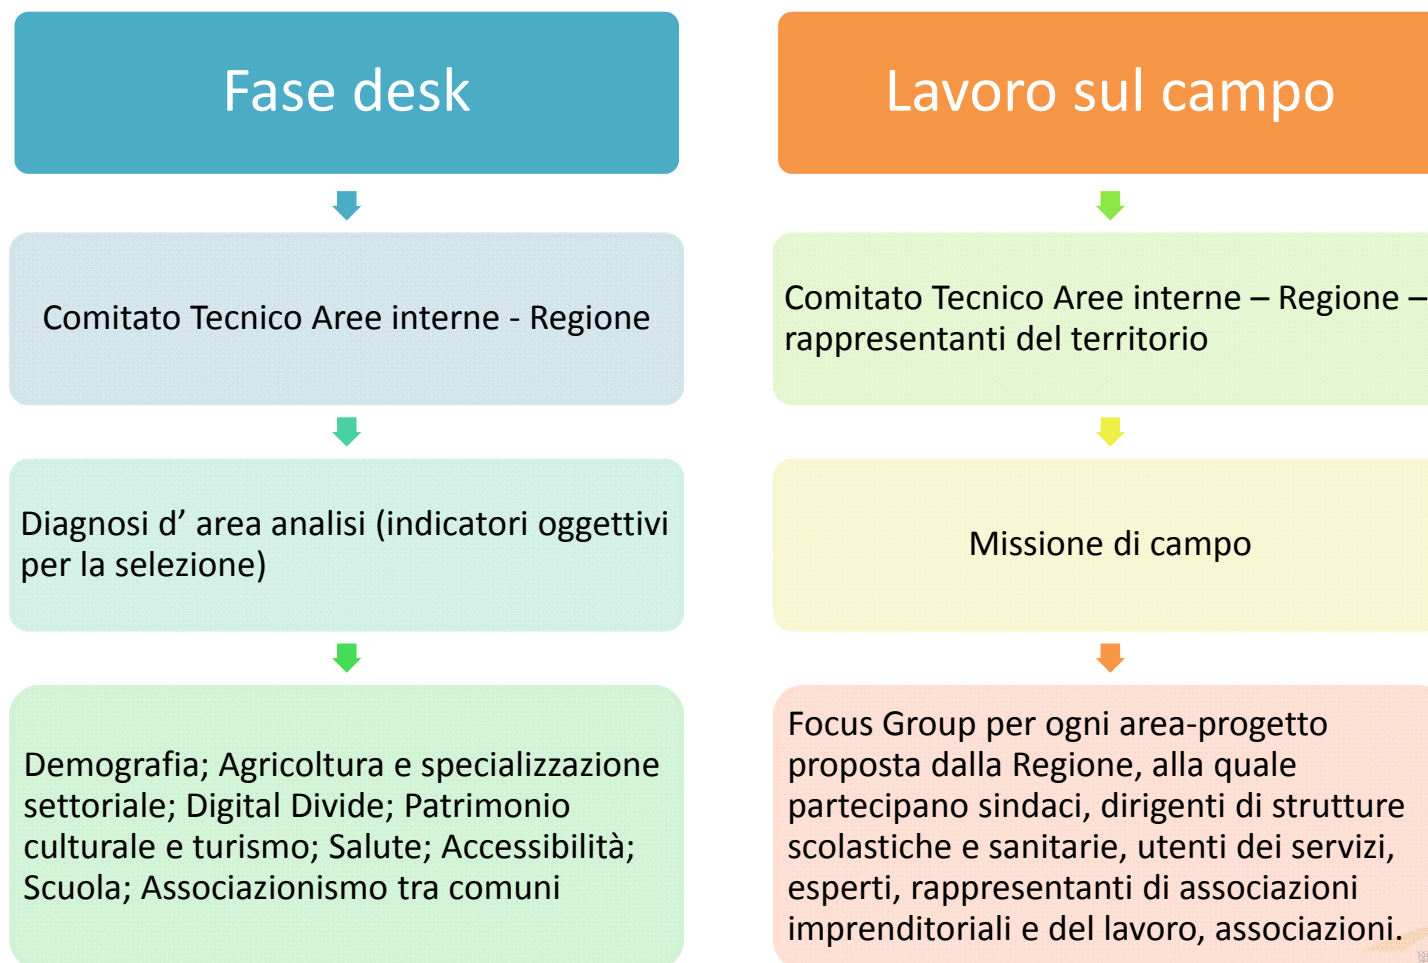 Fase desk
Comitato Tecnico Aree interne - Regione
Diagnosi d’ area analisi (indicatori oggettivi
per la selezione)
Demografia; Agricoltura e specializzazione
settoriale; Digital Divide; Patrimonio
culturale e turismo; Salute; Accessibilità;
Scuola; Associazionismo tra comuni
Lavoro sul campo
Comitato Tecnico Aree interne – Regione –
rappresentanti del territorio
Missione di campo
Focus Group per ogni area-progetto
proposta dalla Regione, alla quale
partecipano sindaci, dirigenti di strutture
scolastiche e sanitarie, utenti dei servizi,
esperti, rappresentanti di associazioni
imprenditoriali e del lavoro, associazioni.